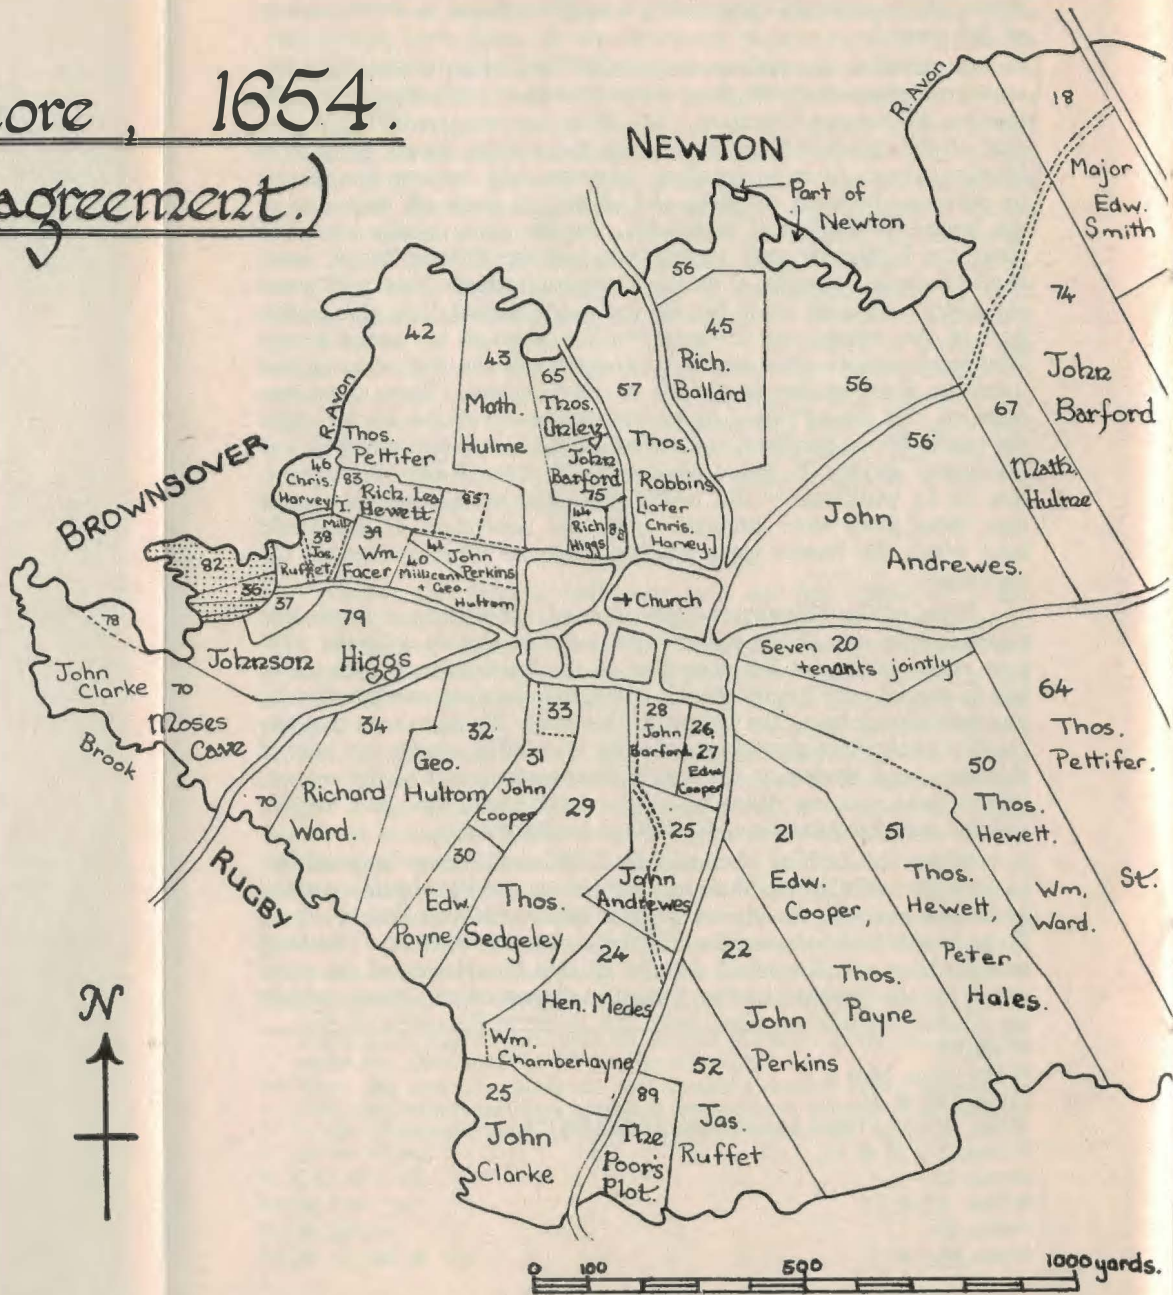 ore, 1654.
agreement.)
NEWTON
R. Avon
18
Part of
Newton
Major
Edw.
Smith
56
74
42
45
43
Rich.
Ballard
65
57
56
John
Barford
67
Math.
Hulme
Thos.
Onley
R. Avon
Thos.
Pettifer
Thos.
Robbins
[later
Chris.
Harvey.]
56
Math.
Hulme
BROWNSOVER
John
Barford
75
46
Chris.
Harvey
83
Rich. Lea
Hewett
85
I.
Mill
44
Rich
Higgs
John
Andrewes.
38
Jas.
Ruffet
39
Wm
Facer
41
John
Perkins
40
Millicent
+ Geo.
Hultom
82
36
37
+Church
78
79
Johnson Higgs
Seven 20
tenants jointly
John
Clarke
70
Moses
Cave
Brook
64
Thos.
Pettifer.
34
32
33
28
John
Barford
26,
27
Edw
Cooper
Geo.
Hultom
31
John
Cooper
50
Thos.
Hewett.
70
Richard
Ward.
29
25
21
51
RUGBY
30
Edw.
Payne
Thos.
Sedgeley
John
Andrewes
Edw.
Cooper,
Thos.
Hewett,
Wm.
Ward.
St.
24
22
Peter
Hales.
Hen. Medes
Thos.
Payne
N
Wm.
Chamberlayne
John
Perkins
52
25
89
John
Clarke
The
Poor's
Plot.
Jas.
Ruffet
0 100 500 1000 yards.